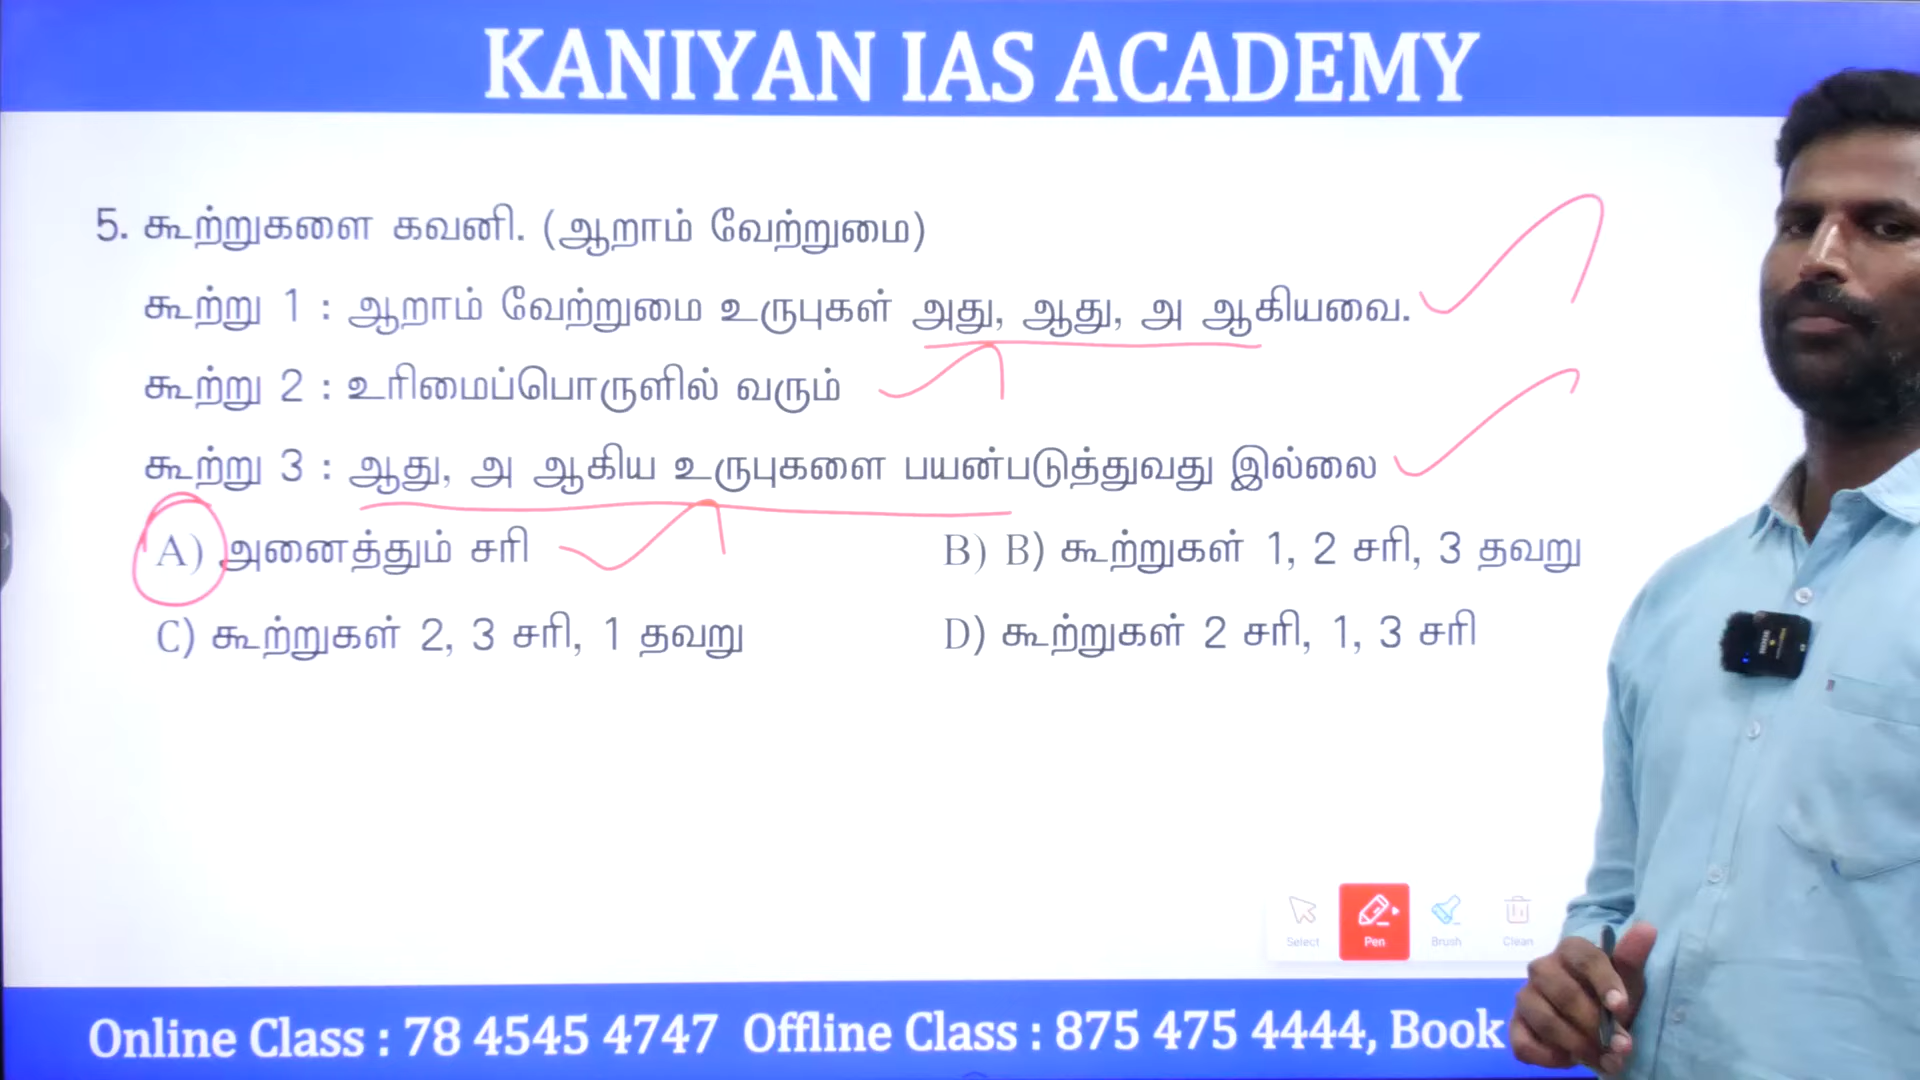 KANIYAN IAS ACADEMY
5. கூற்றுகளை கவனி. (ஆறாம் வேற்றுமை)
கூற்று 1 : ஆறாம் வேற்றுமை உருபுகள் அது, ஆது, அ ஆகியவை.
கூற்று 2 : உரிமைப்பொருளில் வரும்
கூற்று 3 : ஆது, அ ஆகிய உருபுகளை பயன்படுத்துவது இல்லை
A) அனைத்தும் சரி B) B) கூற்றுகள் 1, 2 சரி, 3 தவறு
C) கூற்றுகள் 2, 3 சரி, 1 தவறு D) கூற்றுகள் 2 சரி, 1, 3 சரி
Select Pen Brush Clean
Online Class : 78 4545 4747 Offline Class : 875 475 4444, Book